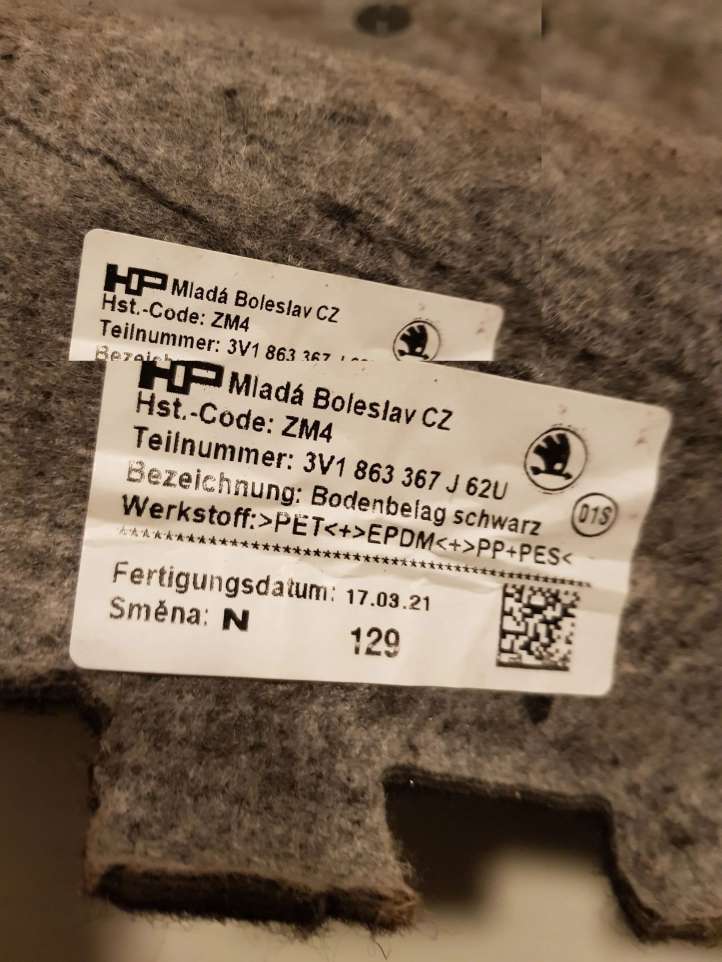 HP Mladá Boleslav CZ
Hst.-Code: ZM4
Teilnummer: 3V1 863 367 J
HP Mladá Boleslav CZ
Hst.-Code: ZM4
Teilnummer: 3V1 863 367 J 62U
Bezeichnung: Bodenbelag schwarz
01S
Werkstoff:>PET<+>EPDM<+>PP+PES<
****************************************************
Fertigungsdatum: 17.03.21
Směna: N
129